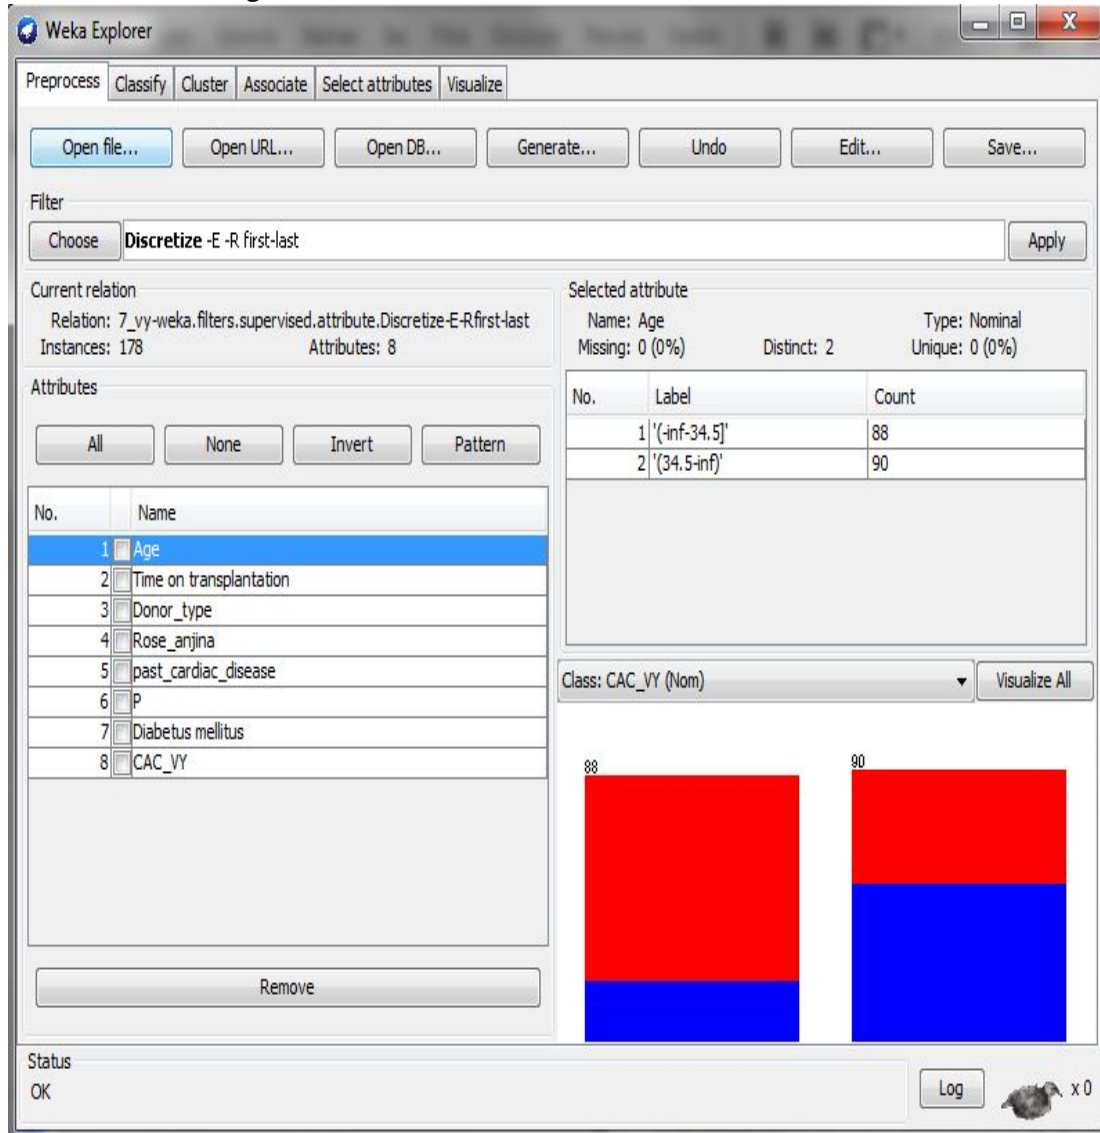 Weka Explorer
Preprocess Classify Cluster Associate Select attributes Visualize
Open file... Open URL... Open DB... Generate... Undo Edit... Save...
Filter
Choose Discretize -E -R first-last Apply
Current relation
Relation: 7_vy-weka.filters.supervised.attribute.Discretize-E-Rfirst-last
Instances: 178 Attributes: 8
Attributes
All None Invert Pattern
No. Name
1 Age
2 Time on transplantation
3 Donor_type
4 Rose_anjina
5 past_cardiac_disease
6 P
7 Diabetus mellitus
8 CAC_VY
Remove
Selected attribute
Name: Age Type: Nominal
Missing: 0 (0%) Distinct: 2 Unique: 0 (0%)
No. Label Count
1 '(-inf-34.5]' 88
2 '(34.5-inf)' 90
Class: CAC_VY (Nom) Visualize All
88 90
Status
OK Log x 0